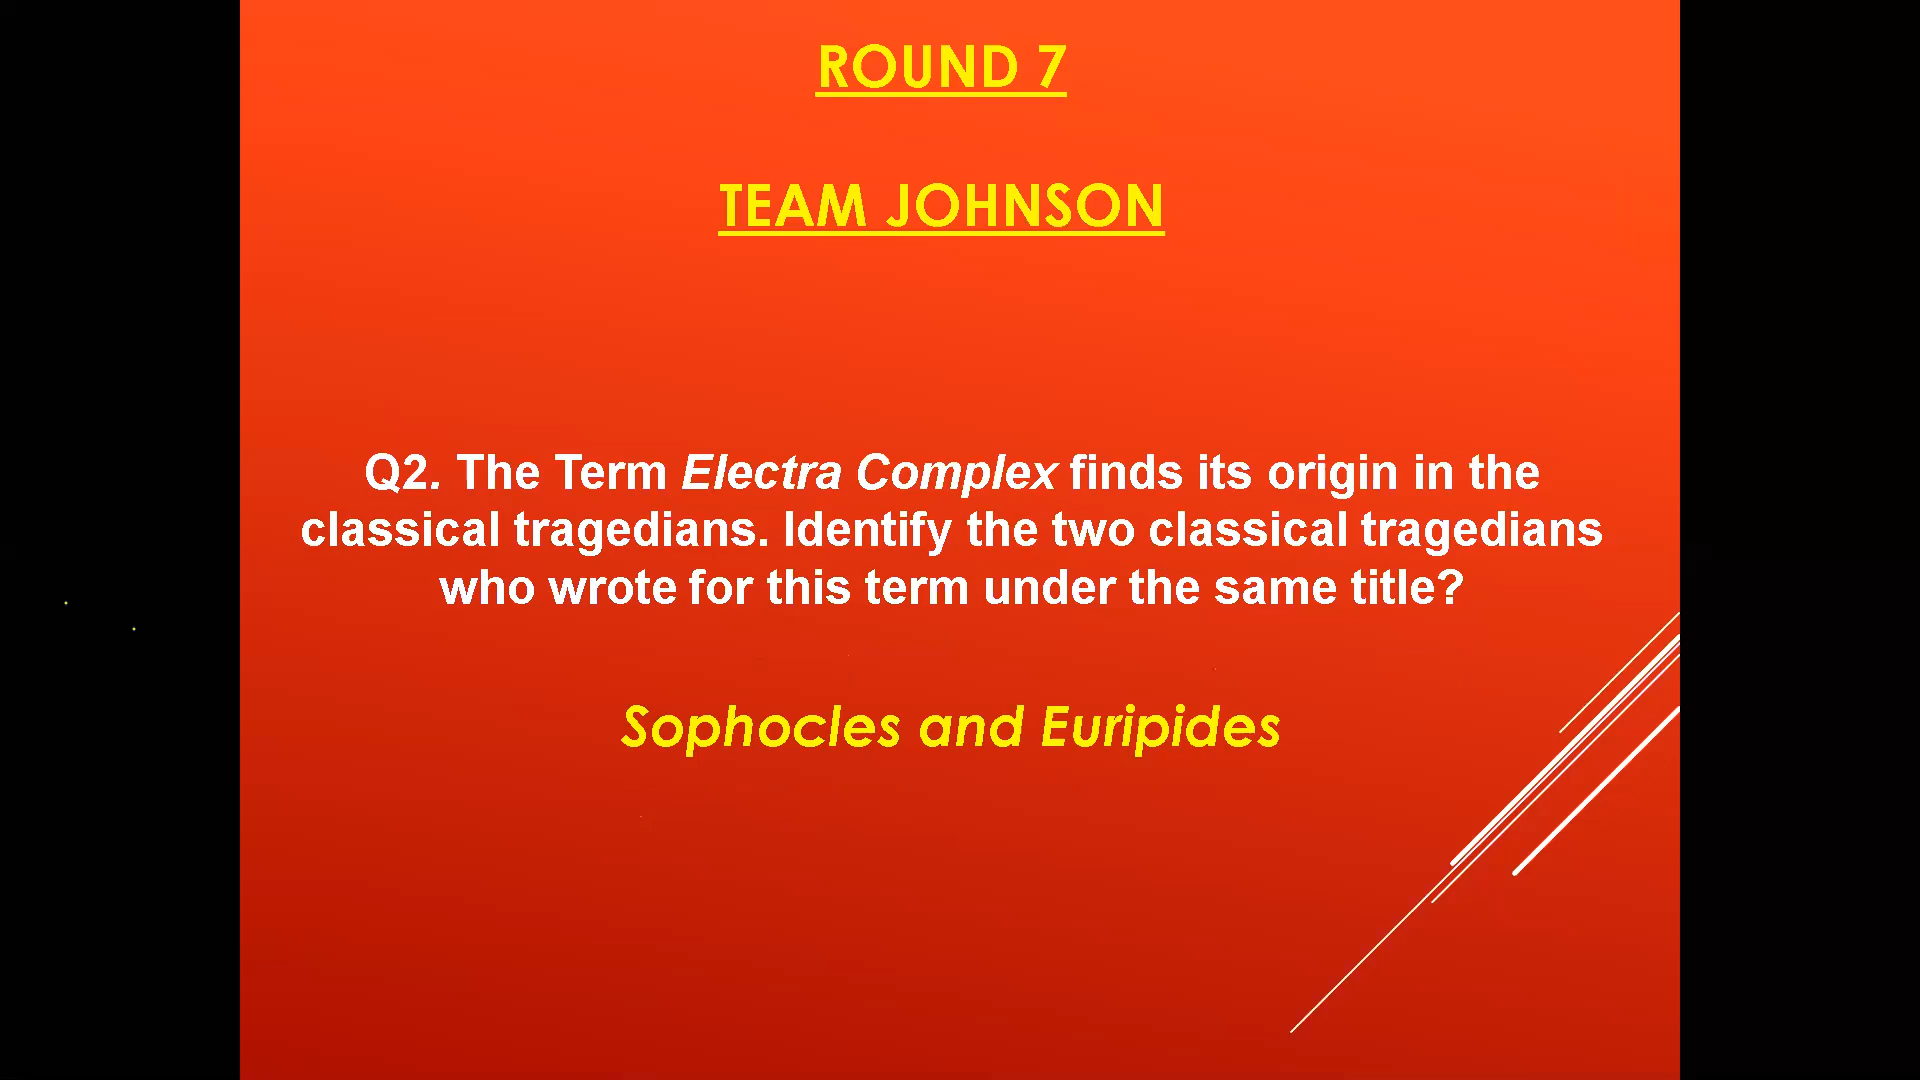 ROUND 7
TEAM JOHNSON
Q2. The Term Electra Complex finds its origin in the
classical tragedians. Identify the two classical tragedians
who wrote for this term under the same title?
Sophocles and Euripides